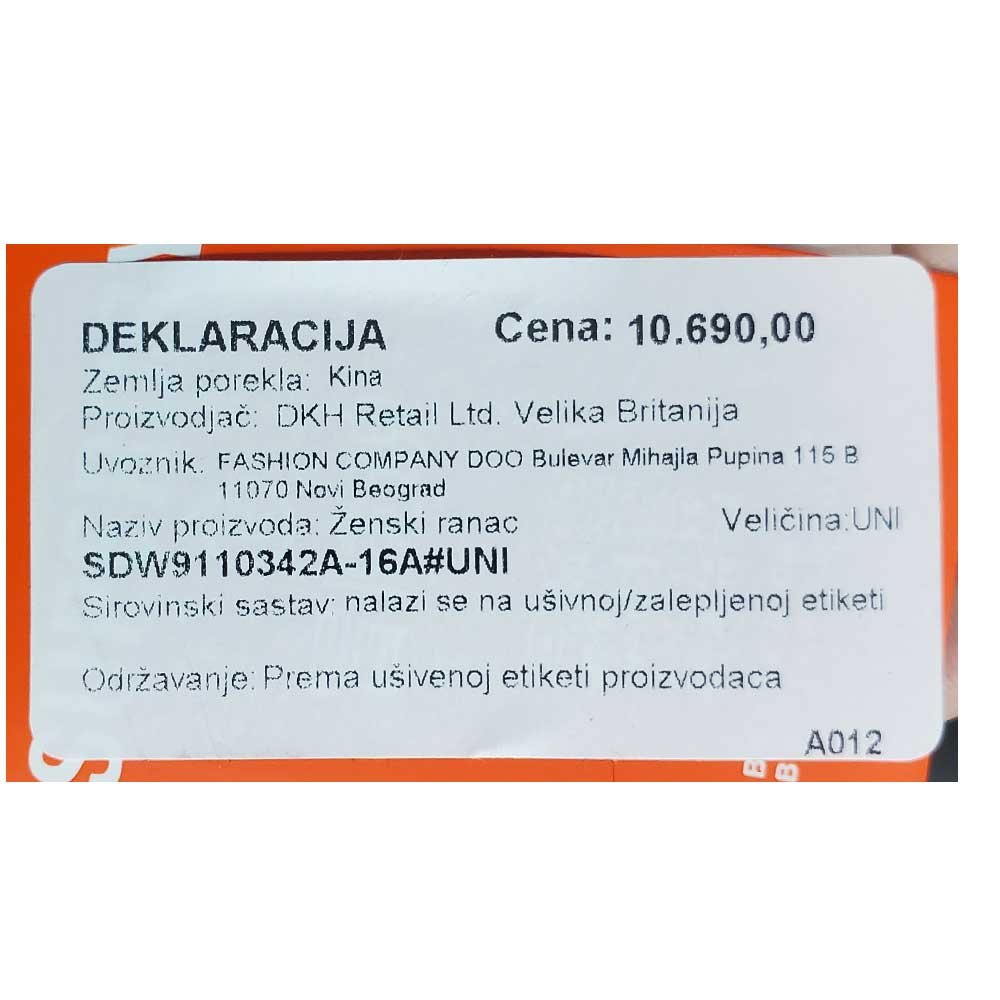 DEKLARACIJA Cena: 10.690,00
Zemlja porekla: Kina
Proizvodjač: DKH Retail Ltd. Velika Britanija
Uvoznik: FASHION COMPANY DOO Bulevar Mihajla Pupina 115 B
11070 Novi Beograd
Naziv proizvoda: Ženski ranac Veličina:UNI
SDW9110342A-16A#UNI
Sirovinski sastav: nalazi se na ušivnoj/zalepljenoj etiketi
Održavanje: Prema ušivenoj etiketi proizvodaca
A012